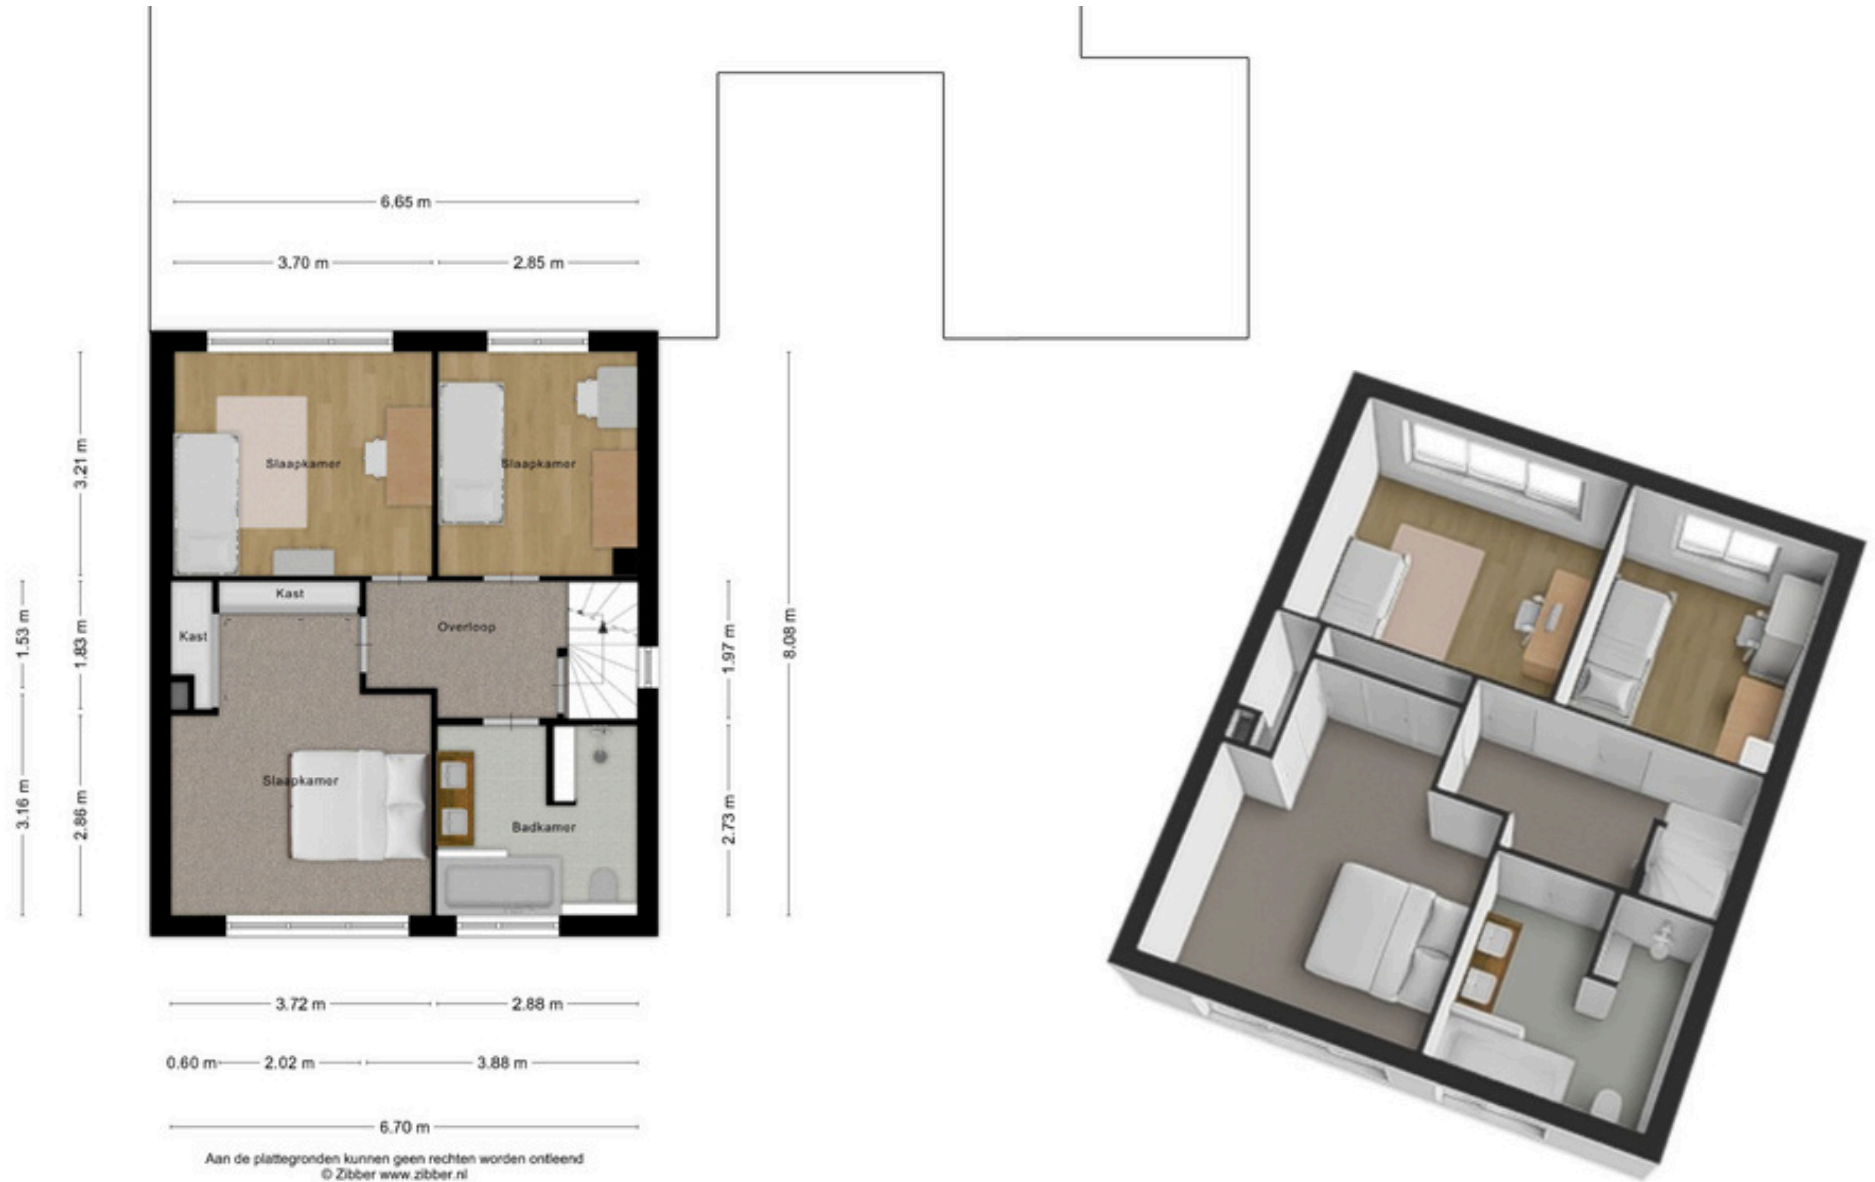 6.65 m
3.70 m
2.85 m
3.21 m
1.83 m
2.86 m
1.53 m
3.16 m
8.08 m
1.97 m
2.73 m
Slaapkamer
Slaapkamer
Kast
Kast
Overloop
Slaapkamer
Badkamer
3.72 m
2.88 m
0.60 m
2.02 m
3.88 m
6.70 m
Aan de plattegronden kunnen geen rechten worden ontleend
© Zibber www.zibber.nl